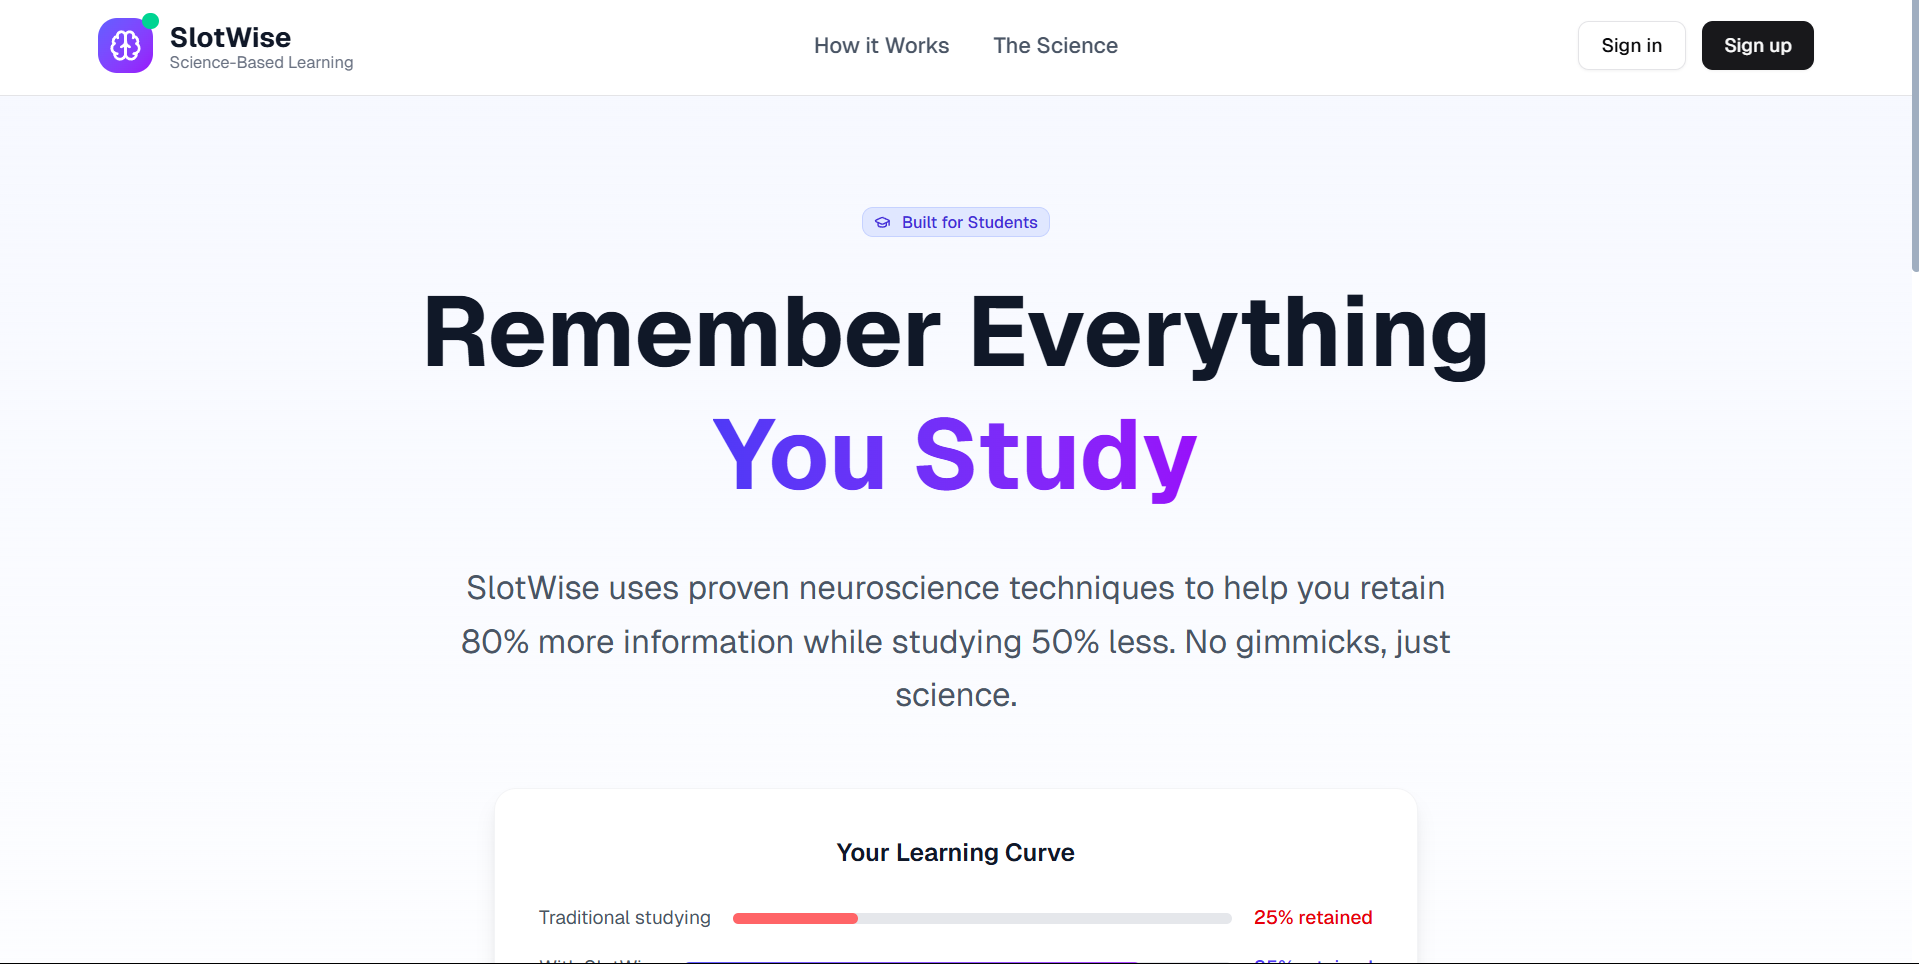 SlotWise
Science-Based Learning
How it Works
The Science
Sign in
Sign up
Built for Students
Remember Everything
You Study
SlotWise uses proven neuroscience techniques to help you retain
80% more information while studying 50% less. No gimmicks, just
science.
Your Learning Curve
Traditional studying
25% retained